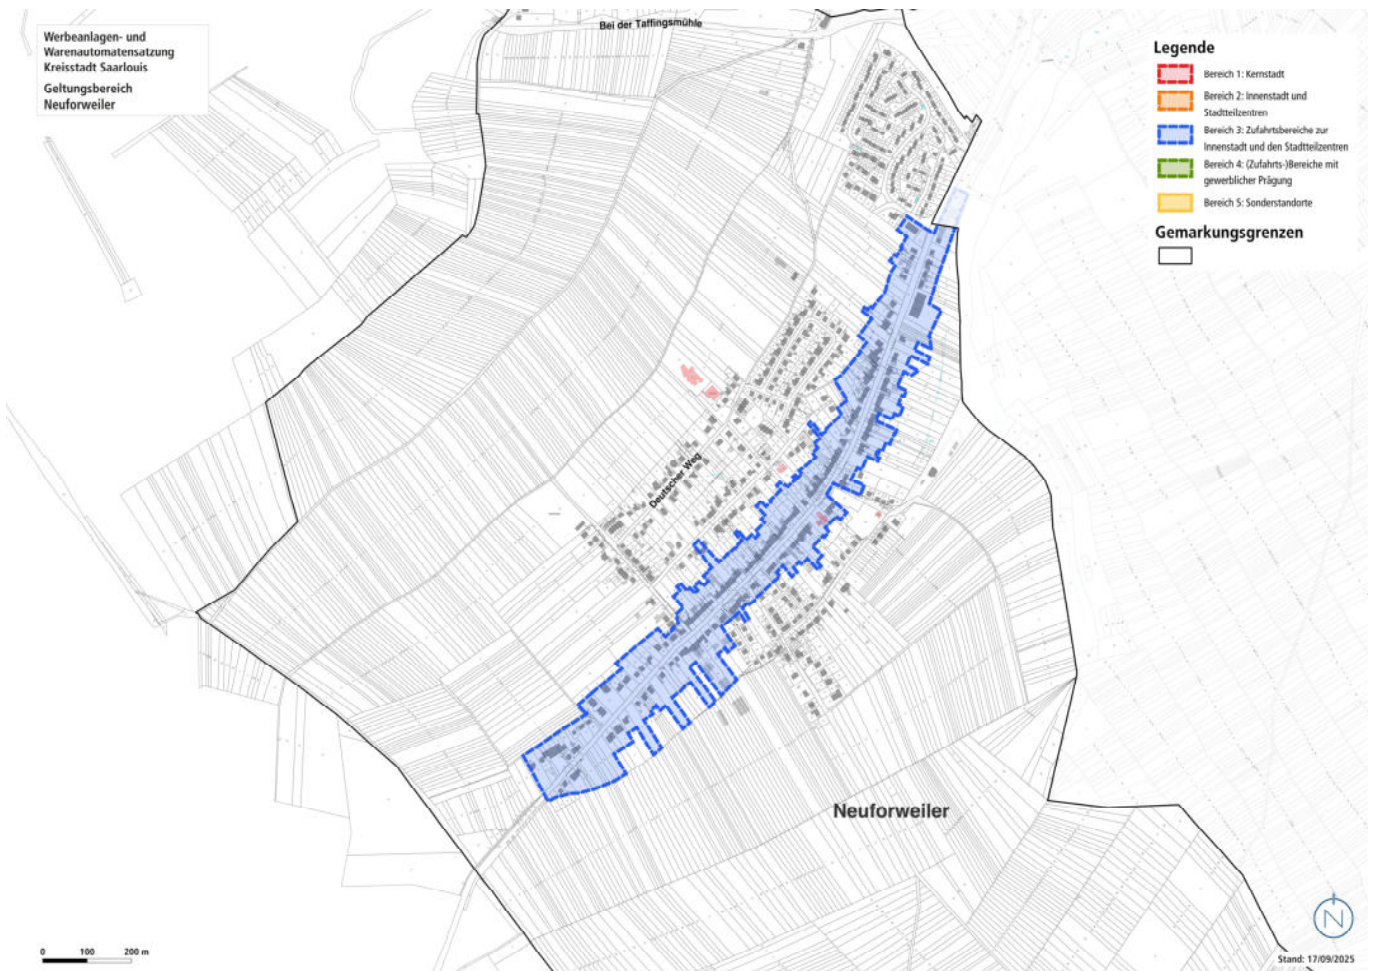 Werbeanlagen- und
Warenautomatensatzung
Kreisstadt Saarlouis
Geltungsbereich
Neuforweiler
Bei der Taffingsmühle
Legende
Bereich 1: Kernstadt
Bereich 2: Innenstadt und
Stadtteilzentren
Bereich 3: Zufahrtsbereiche zur
Innenstadt und den Stadtteilzentren
Bereich 4: (Zufahrts-)Bereiche mit
gewerblicher Prägung
Bereich 5: Sonderstandorte
Gemarkungsgrenzen
Deutscher Weg
Neuforweiler
0 100 200 m
N
Stand: 17/09/2025